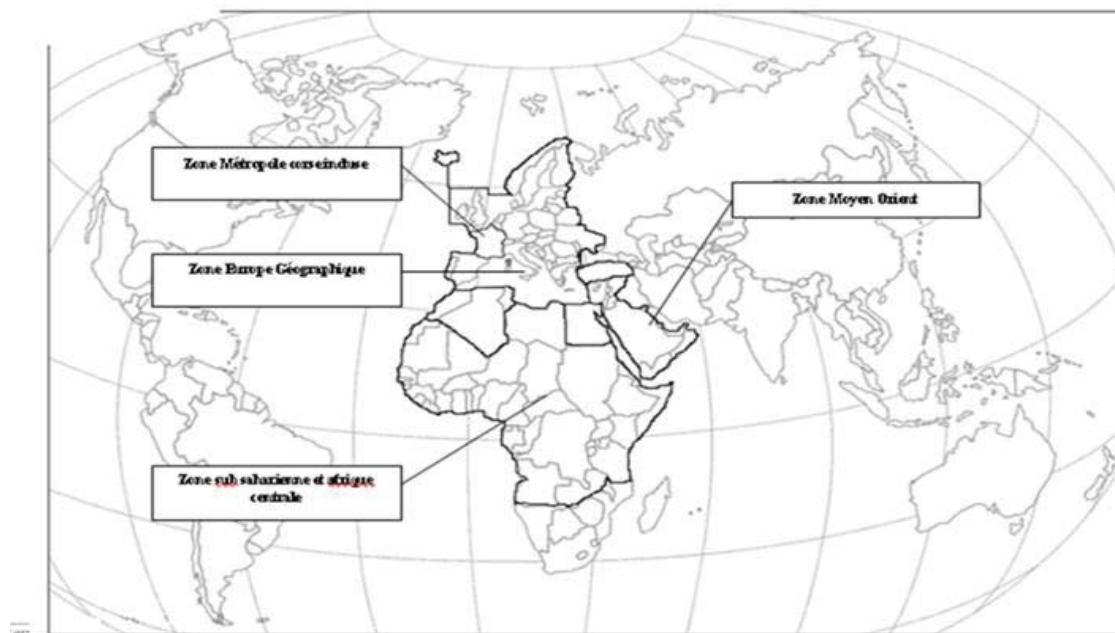 Zone Métropole corse incluse
Zone Moyen Orient
Zone Europe Géographique
Zone sub saharienne et afrique
centrale